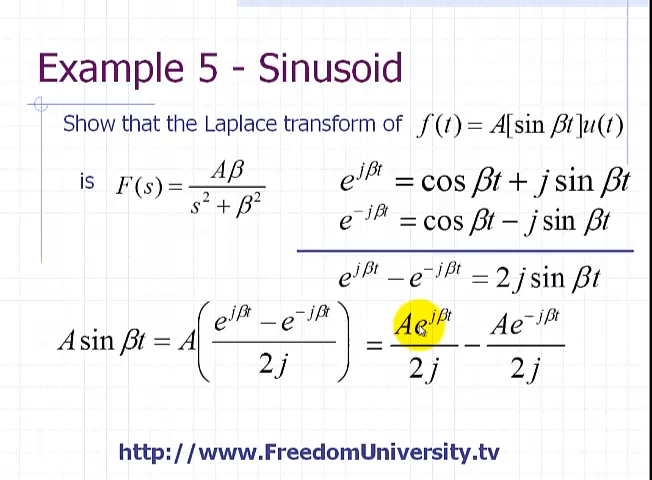 Example 5 - Sinusoid
Show that the Laplace transform of f(t) = A[sin βt]u(t)
is F(s) = Aβ / (s² + β²)
e^{jβt} = cos βt + j sin βt
e^{-jβt} = cos βt − j sin βt
e^{jβt} − e^{-jβt} = 2j sin βt
A sin βt = A((e^{jβt} − e^{-jβt}) / 2j) = Ae^{jβt} / 2j − Ae^{-jβt} / 2j
http://www.FreedomUniversity.tv